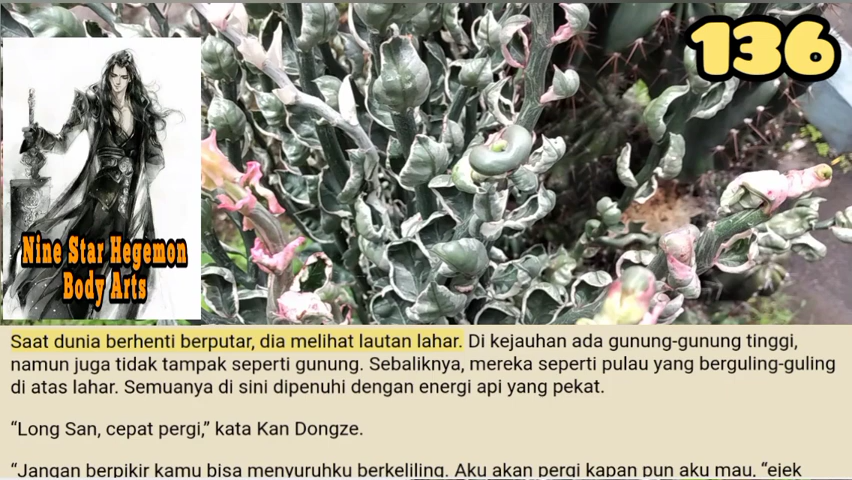 136
Nine Star Hegemon
Body Arts
Saat dunia berhenti berputar, dia melihat lautan lahar. Di kejauhan ada gunung-gunung tinggi,
namun juga tidak tampak seperti gunung. Sebaliknya, mereka seperti pulau yang berguling-guling
di atas lahar. Semuanya di sini dipenuhi dengan energi api yang pekat.
“Long San, cepat pergi,” kata Kan Dongze.
“Jangan berpikir kamu bisa menyuruhku berkeliling. Aku akan pergi kapan pun aku mau, “ejek